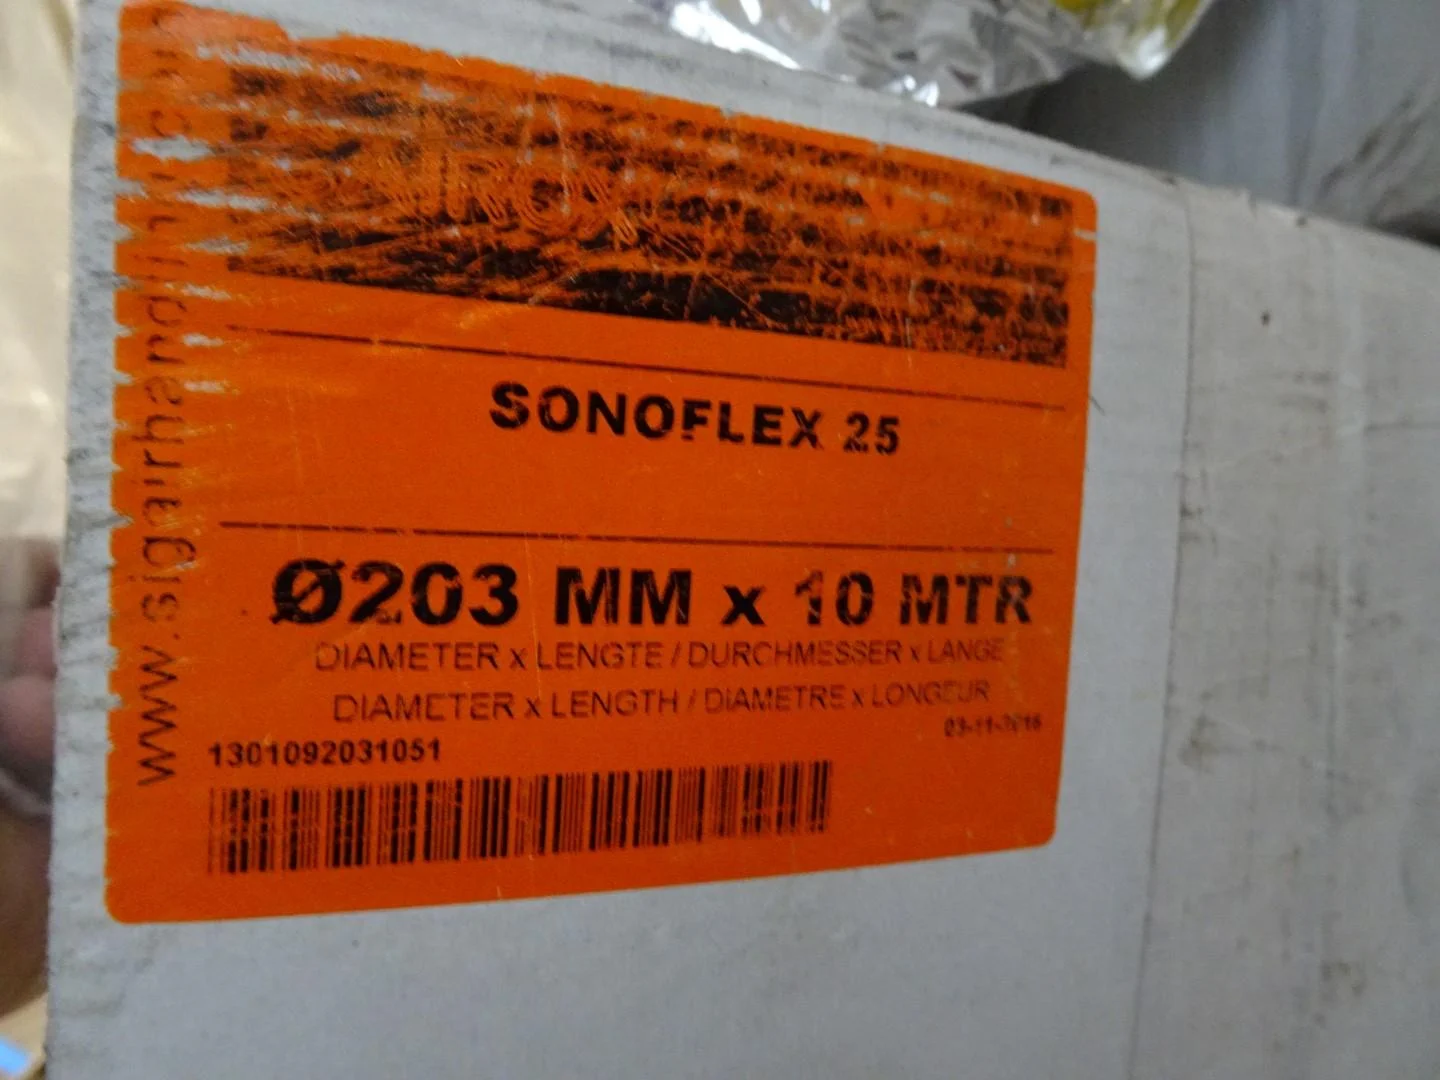 SONOFLEX 25
Ø203 MM x 10 MTR
DIAMETER x LENGTE / DURCHMESSER x LANGE
DIAMETER x LENGTH / DIAMETRE x LONGEUR
1301092031051